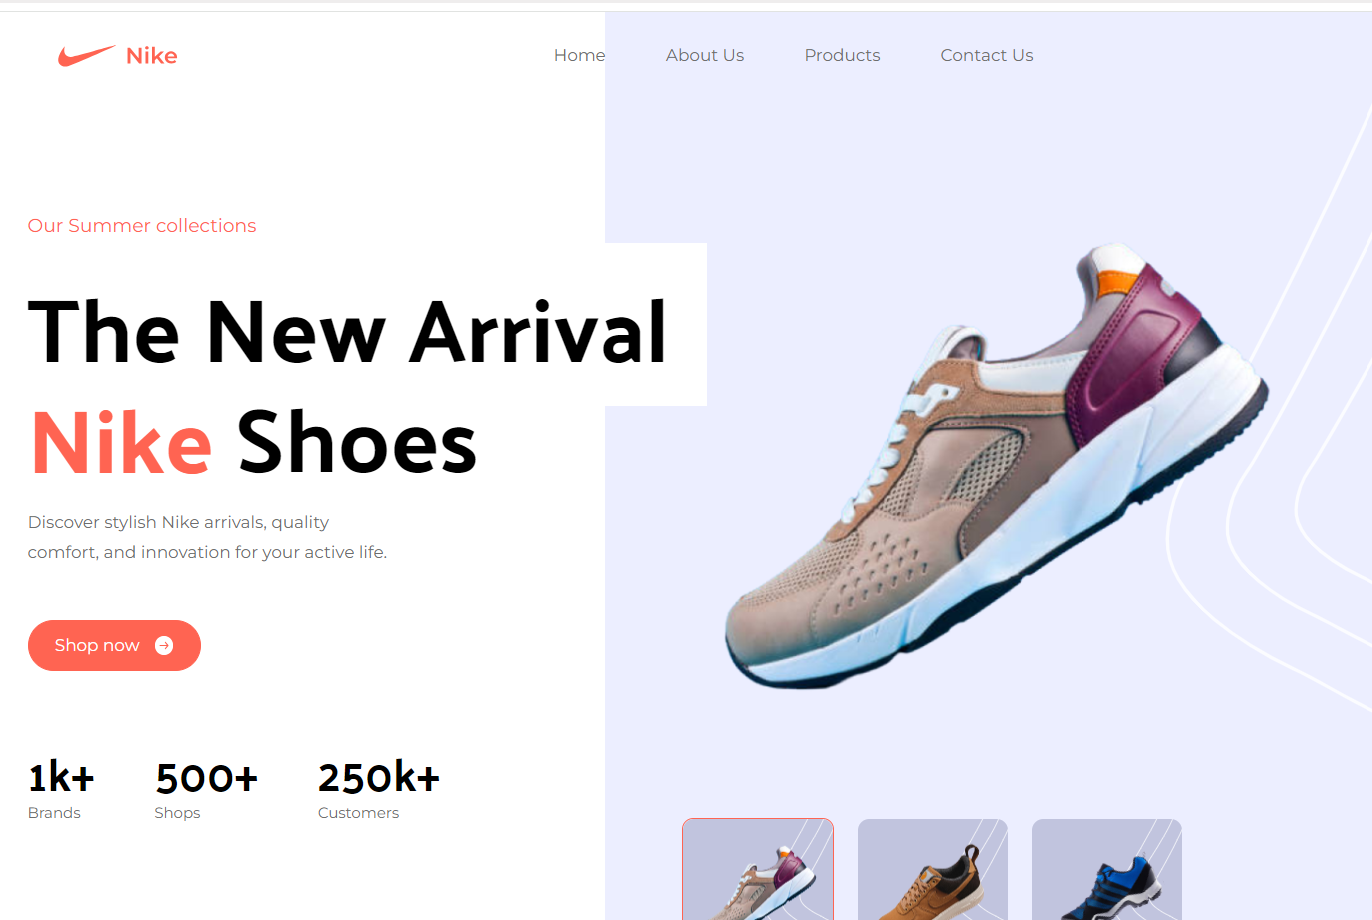 Nike
Home About Us Products Contact Us
Our Summer collections
The New Arrival
Nike Shoes
Discover stylish Nike arrivals, quality
comfort, and innovation for your active life.
Shop now
1k+ 500+ 250k+
Brands Shops Customers